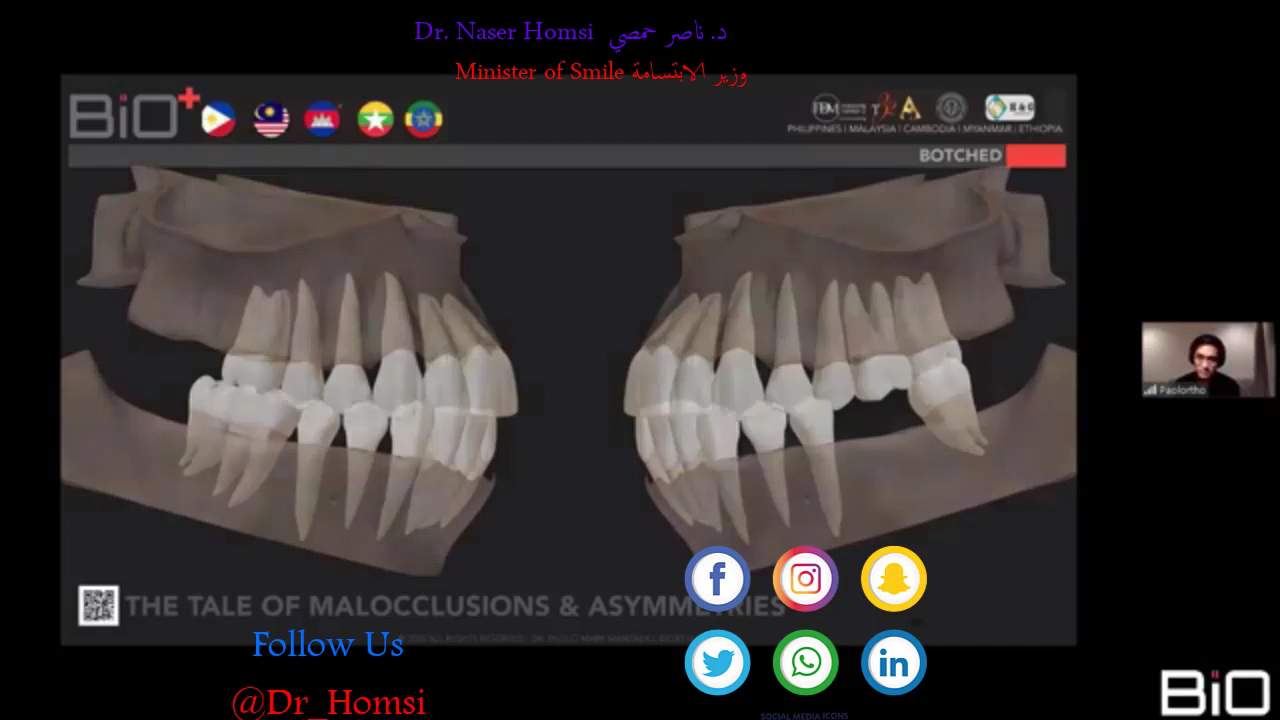 Dr. Naser Homsi د. ناصر حمصي
Minister of Smile وزير الابتسامة
BiO+
PHILIPPINES | MALAYSIA | CAMBODIA | MYANMAR | ETHIOPIA
BOTCHED
Paolortho
THE TALE OF MALOCCLUSIONS & ASYMMETRIES
Follow Us
@Dr_Homsi
SOCIAL MEDIA ICONS
BiO